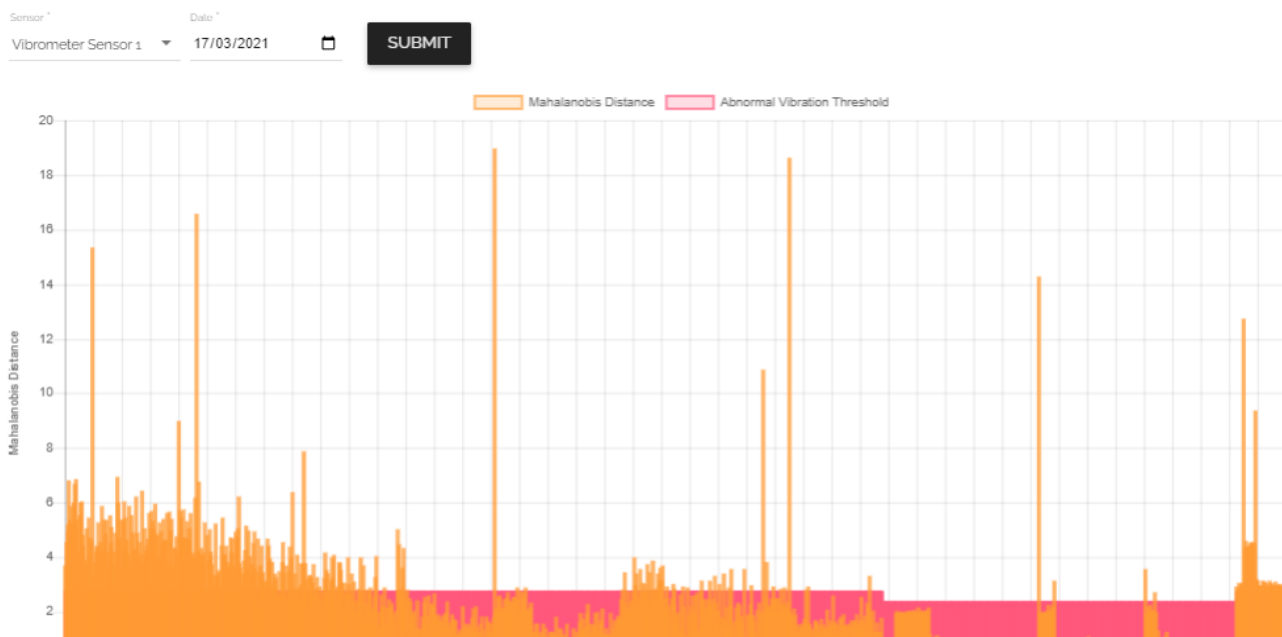 Sensor *
Date *
Vibrometer Sensor 1
17/03/2021
SUBMIT
Mahalanobis Distance
Abnormal Vibration Threshold
20
18
16
14
12
10
8
6
4
2
Mahalanobis Distance